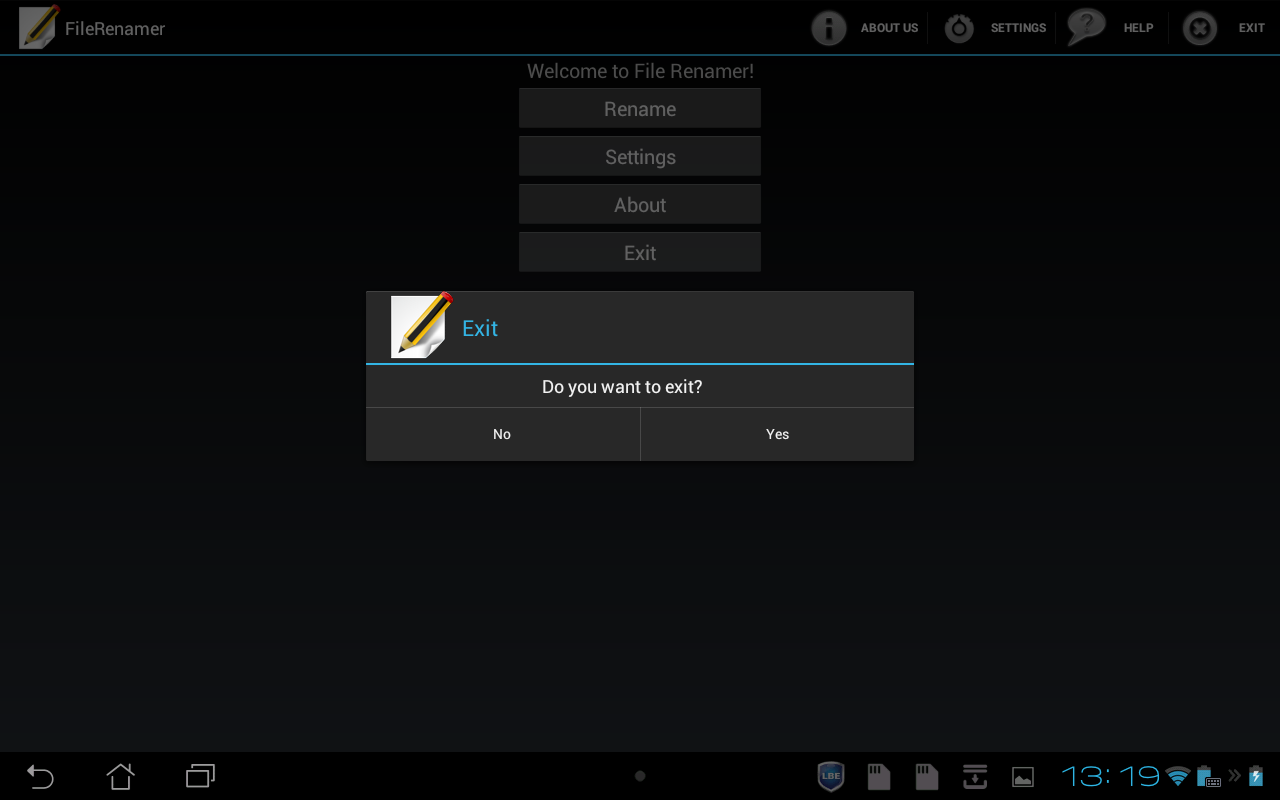 FileRenamer
ABOUT US
SETTINGS
HELP
EXIT
Welcome to File Renamer!
Rename
Settings
About
Exit
Exit
Do you want to exit?
No
Yes
LBE
13:19